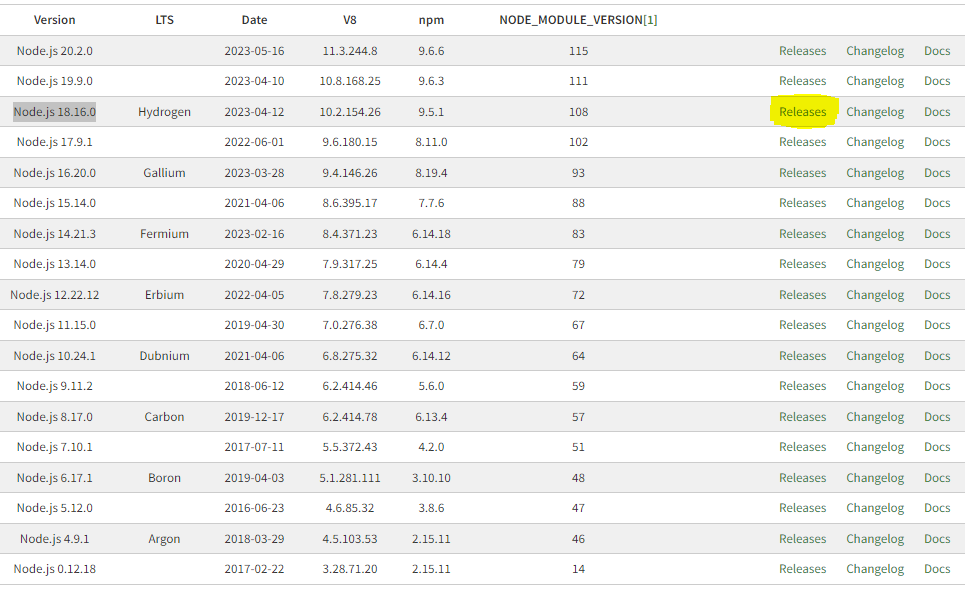 Version LTS Date V8 npm NODE_MODULE_VERSION[1]
Node.js 20.2.0 2023-05-16 11.3.244.8 9.6.6 115 Releases Changelog Docs
Node.js 19.9.0 2023-04-10 10.8.168.25 9.6.3 111 Releases Changelog Docs
Node.js 18.16.0 Hydrogen 2023-04-12 10.2.154.26 9.5.1 108 Releases Changelog Docs
Node.js 17.9.1 2022-06-01 9.6.180.15 8.11.0 102 Releases Changelog Docs
Node.js 16.20.0 Gallium 2023-03-28 9.4.146.26 8.19.4 93 Releases Changelog Docs
Node.js 15.14.0 2021-04-06 8.6.395.17 7.7.6 88 Releases Changelog Docs
Node.js 14.21.3 Fermium 2023-02-16 8.4.371.23 6.14.18 83 Releases Changelog Docs
Node.js 13.14.0 2020-04-29 7.9.317.25 6.14.4 79 Releases Changelog Docs
Node.js 12.22.12 Erbium 2022-04-05 7.8.279.23 6.14.16 72 Releases Changelog Docs
Node.js 11.15.0 2019-04-30 7.0.276.38 6.7.0 67 Releases Changelog Docs
Node.js 10.24.1 Dubnium 2021-04-06 6.8.275.32 6.14.12 64 Releases Changelog Docs
Node.js 9.11.2 2018-06-12 6.2.414.46 5.6.0 59 Releases Changelog Docs
Node.js 8.17.0 Carbon 2019-12-17 6.2.414.78 6.13.4 57 Releases Changelog Docs
Node.js 7.10.1 2017-07-11 5.5.372.43 4.2.0 51 Releases Changelog Docs
Node.js 6.17.1 Boron 2019-04-03 5.1.281.111 3.10.10 48 Releases Changelog Docs
Node.js 5.12.0 2016-06-23 4.6.85.32 3.8.6 47 Releases Changelog Docs
Node.js 4.9.1 Argon 2018-03-29 4.5.103.53 2.15.11 46 Releases Changelog Docs
Node.js 0.12.18 2017-02-22 3.28.71.20 2.15.11 14 Releases Changelog Docs